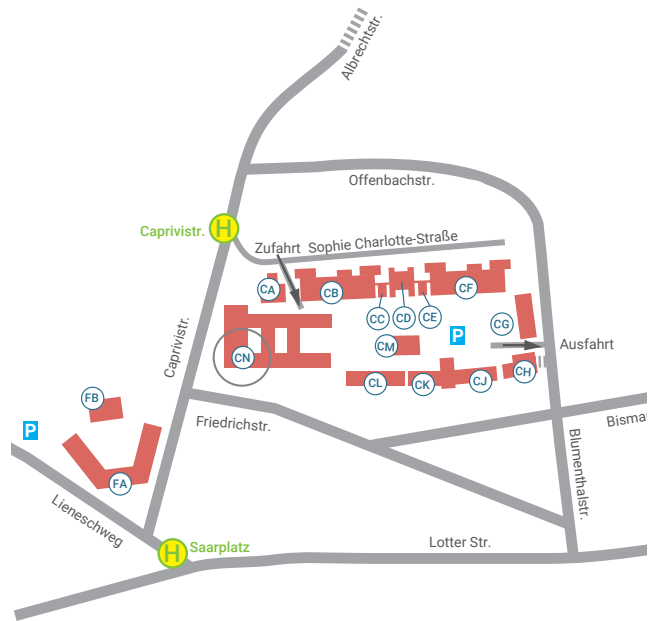 Albrechtstr.
Offenbachstr.
Caprivistr.
H
Zufahrt
Sophie Charlotte-Straße
CA
CB
CC
CD
CE
CF
CG
CN
CM
P
Ausfahrt
CH
CL
CK
CJ
Caprivistr.
FB
P
Friedrichstr.
Bismar
Blumenthalstr.
FA
Lieneschweg
H
Saarplatz
Lotter Str.